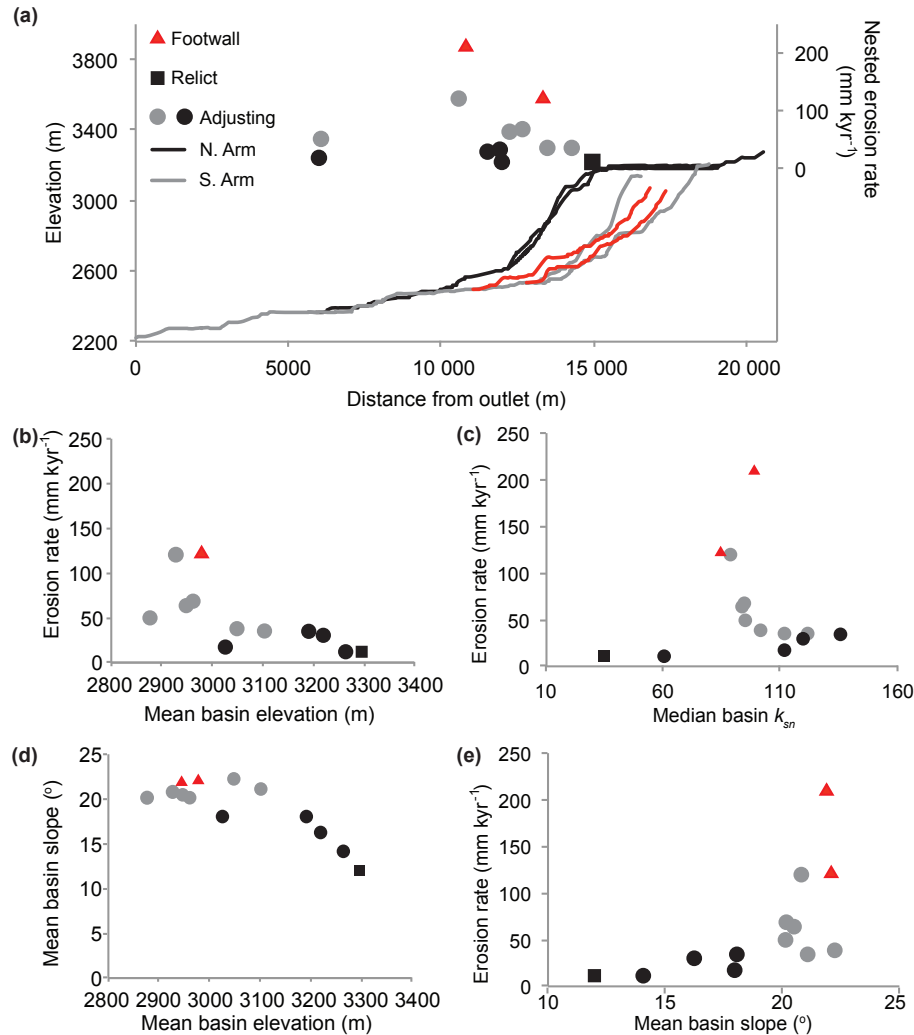 (a)
Footwall
Relict
Adjusting
N. Arm
S. Arm
Elevation (m)
3800
3400
3000
2600
2200
Nested erosion rate
(mm kyr⁻¹)
200
100
0
0 5000 10 000 15 000 20 000
Distance from outlet (m)
(b)
Erosion rate (mm kyr⁻¹)
250
200
150
100
50
0
2800 2900 3000 3100 3200 3300 3400
Mean basin elevation (m)
(c)
Erosion rate (mm kyr⁻¹)
250
200
150
100
50
0
10 60 110 160
Median basin kₛₙ
(d)
Mean basin slope (º)
25
20
15
10
5
0
2800 2900 3000 3100 3200 3300 3400
Mean basin elevation (m)
(e)
Erosion rate (mm kyr⁻¹)
250
200
150
100
50
0
10 15 20 25
Mean basin slope (º)